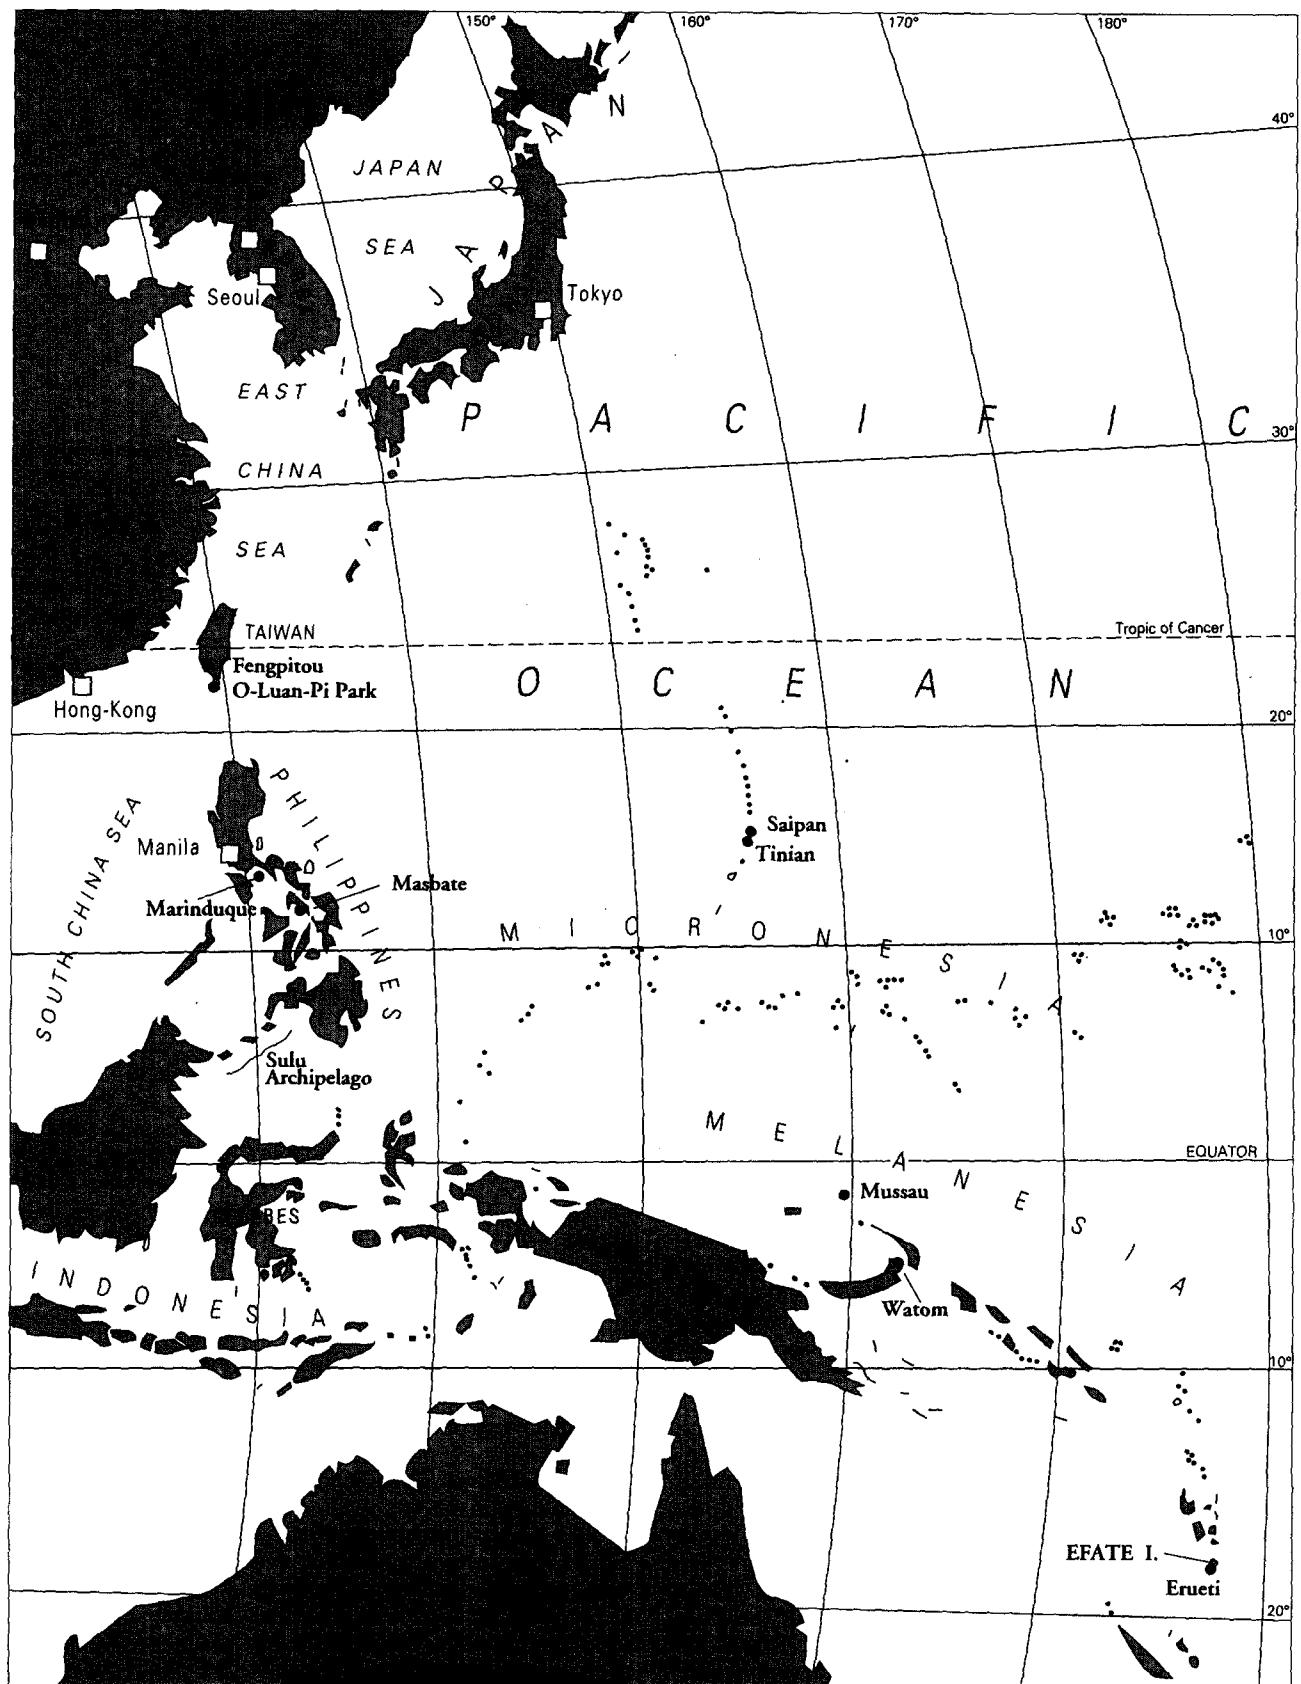 150° 160° 170° 180°
40°
JAPAN
SEA
JAPAN
Seoul
Tokyo
EAST
CHINA
SEA
PACIFIC
30°
TAIWAN
Tropic of Cancer
Fengpitou
O-Luan-Pi Park
OCEAN
Hong-Kong
20°
PHILIPPINES
SOUTH CHINA SEA
Manila
Saipan
Tinian
Masbate
Marinduque
MICRONESIA
10°
Sulu
Archipelago
MELANESIA
EQUATOR
Mussau
BES
INDONESIA
Watom
10°
EFATE I.
Erueti
20°